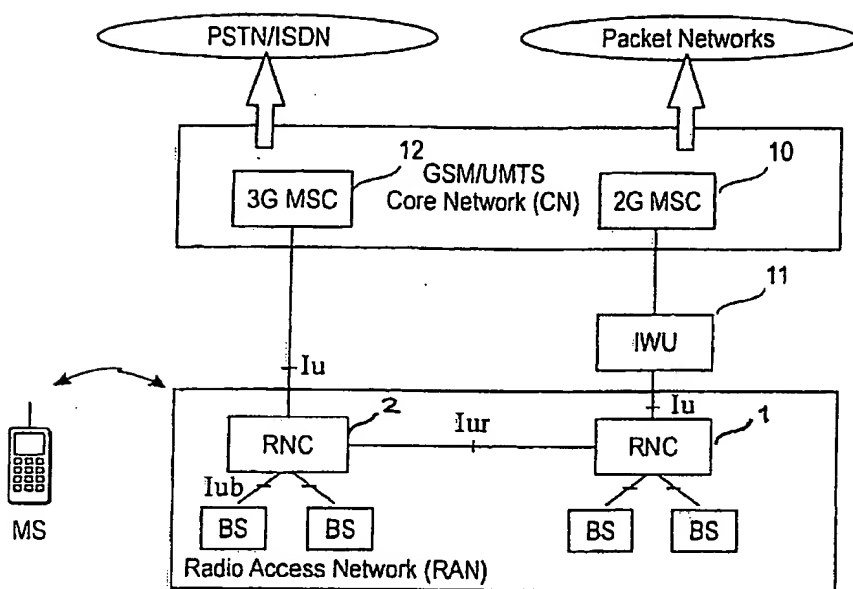 PSTN/ISDN
Packet Networks
12
10
GSM/UMTS
Core Network (CN)
3G MSC
2G MSC
11
IWU
Iu
Iu
2
1
Iur
RNC
RNC
Iub
BS
BS
BS
BS
MS
Radio Access Network (RAN)